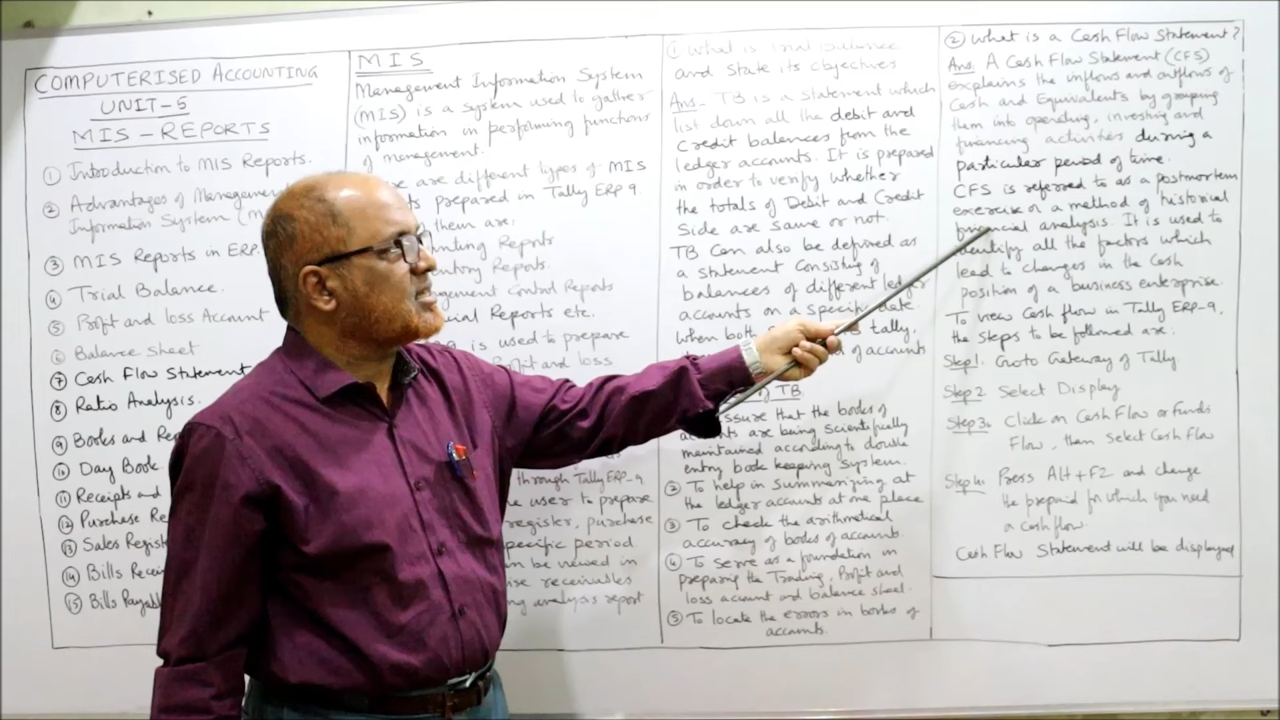 COMPUTERISED ACCOUNTING
UNIT-5
MIS-REPORTS
① Introduction to MIS Reports.
② Advantages of Management
Information System
③ MIS Reports in ERP
④ Trial Balance.
⑤ Profit and loss Account
⑥ Balance Sheet
⑦ Cash Flow Statement
⑧ Ratio Analysis.
⑨ Books and
⑩ Day Book
⑪ Receipts and
⑫ Purchase
⑬ Sales
⑭ Bills
⑮ Bills
MIS
Management Information System
(MIS) is a system used to gather
information in performing functions
of management.
are different types of MIS
prepared in Tally ERP 9.
them are:
Reports
Reports.
Control Reports
Reports etc.
is used to prepare
and loss
through Tally ERP-9
user to prepare
register, purchase
specific period
be viewed in
receivables
analysis report
① What is Trial Balance
and state its objectives
Ans- TB is a statement which
list down all the debit and
credit balances from the
ledger accounts. It is prepared
in order to verify whether
the totals of Debit and Credit
Side are same or not.
TB Can also be defined as
a statement consisting of
balances of different ledger
accounts on a specific date
When both tally,
of accounts
of TB
that the books of
are being scientifically
maintained according to double
entry book keeping system.
② To help in summarizing all
the ledger accounts at one place
③ To check the arithmetical
accuracy of books of accounts
④ To serve as a foundation in
preparing the Trading, Profit and
loss account and balance sheet.
⑤ To locate the errors in books of
accounts.
② What is a Cash Flow Statement?
Ans: A Cash Flow Statement (CFS)
explains the inflows and outflows of
Cash and Equivalents by grouping
them into operating, investing and
financing activities during a
particular period of time.
CFS is referred to as a postmortem
exercise or a method of historical
financial analysis. It is used to
identify all the factors which
lead to changes in the Cash
position of a business enterprise.
To view Cash flow in Tally ERP-9,
the steps to be followed are:
Step 1. Goto Gateway of Tally
Step 2 Select Display
Step 3. Click on Cash Flow or Funds
Flow, then Select Cash Flow
Step 4: Press Alt+F2 and change
the for which you need
a cash flow.
Cash Flow Statement will be displayed